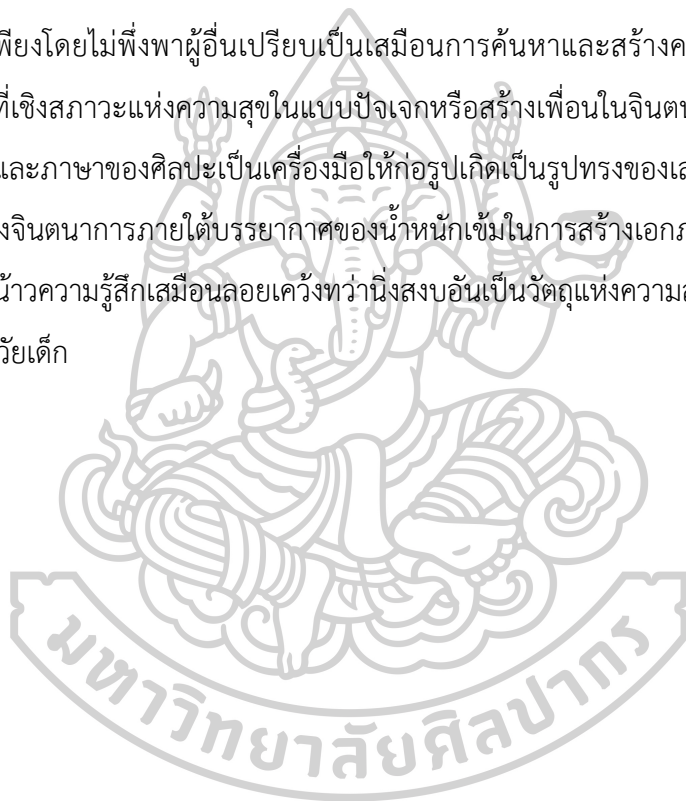 พียงโดยไม่พึ่งพาผู้อื่นเปรียบเป็นเสมือนการค้นหาและสร้างค
ที่เชิงสภาวะแห่งความสุขในแบบปัจเจกหรือสร้างเพื่อนในจินต
และภาษาของศิลปะเป็นเครื่องมือให้ก่อรูปเกิดเป็นรูปทรงของเส
งจินตนาการภายใต้บรรยากาศของน้ำหนักเข้มในการสร้างเอกภ
น้าวความรู้สึกเสมือนลอยเคว้งทว่านิ่งสงบอันเป็นวัตถุแห่งความส
วัยเด็ก
มหาวิทยาลัยศิลปากร